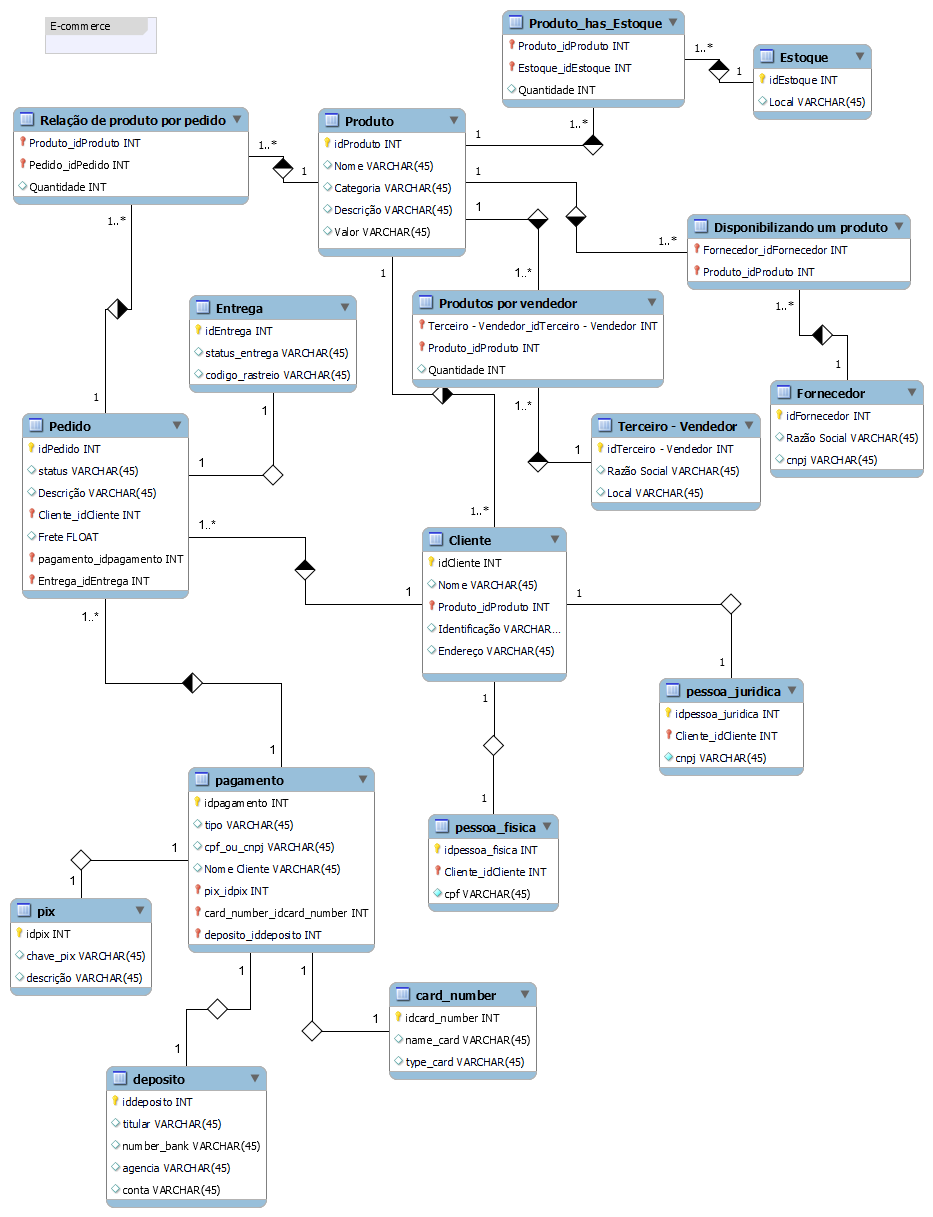 E-commerce
Produto_has_Estoque
Produto_idProduto INT
Estoque_idEstoque INT
Quantidade INT
1..*
1
Estoque
idEstoque INT
Local VARCHAR(45)
1..*
1
Relação de produto por pedido
Produto_idProduto INT
Pedido_idPedido INT
Quantidade INT
1..*
1
1..*
1
Produto
idProduto INT
Nome VARCHAR(45)
Categoria VARCHAR(45)
Descrição VARCHAR(45)
Valor VARCHAR(45)
1
1..*
1
1..*
1
1..*
Disponibilizando um produto
Fornecedor_idFornecedor INT
Produto_idProduto INT
1..*
1
Fornecedor
idFornecedor INT
Razão Social VARCHAR(45)
cnpj VARCHAR(45)
Produtos por vendedor
Terceiro - Vendedor_idTerceiro - Vendedor INT
Produto_idProduto INT
Quantidade INT
1..*
1
Terceiro - Vendedor
idTerceiro - Vendedor INT
Razão Social VARCHAR(45)
Local VARCHAR(45)
Entrega
idEntrega INT
status_entrega VARCHAR(45)
codigo_rastreio VARCHAR(45)
1
1
Pedido
idPedido INT
status VARCHAR(45)
Descrição VARCHAR(45)
Cliente_idCliente INT
Frete FLOAT
pagamento_idpagamento INT
Entrega_idEntrega INT
1..*
1
1..*
1
Cliente
idCliente INT
Nome VARCHAR(45)
Produto_idProduto INT
Identificação VARCHAR...
Endereço VARCHAR(45)
1
1
1
1
pessoa_juridica
idpessoa_juridica INT
Cliente_idCliente INT
cnpj VARCHAR(45)
pessoa_fisica
idpessoa_fisica INT
Cliente_idCliente INT
cpf VARCHAR(45)
pagamento
idpagamento INT
tipo VARCHAR(45)
cpf_ou_cnpj VARCHAR(45)
Nome Cliente VARCHAR(45)
pix_idpix INT
card_number_idcard_number INT
deposito_iddeposito INT
1
1
1
1
1
1
pix
idpix INT
chave_pix VARCHAR(45)
descrição VARCHAR(45)
card_number
idcard_number INT
name_card VARCHAR(45)
type_card VARCHAR(45)
deposito
iddeposito INT
titular VARCHAR(45)
number_bank VARCHAR(45)
agencia VARCHAR(45)
conta VARCHAR(45)